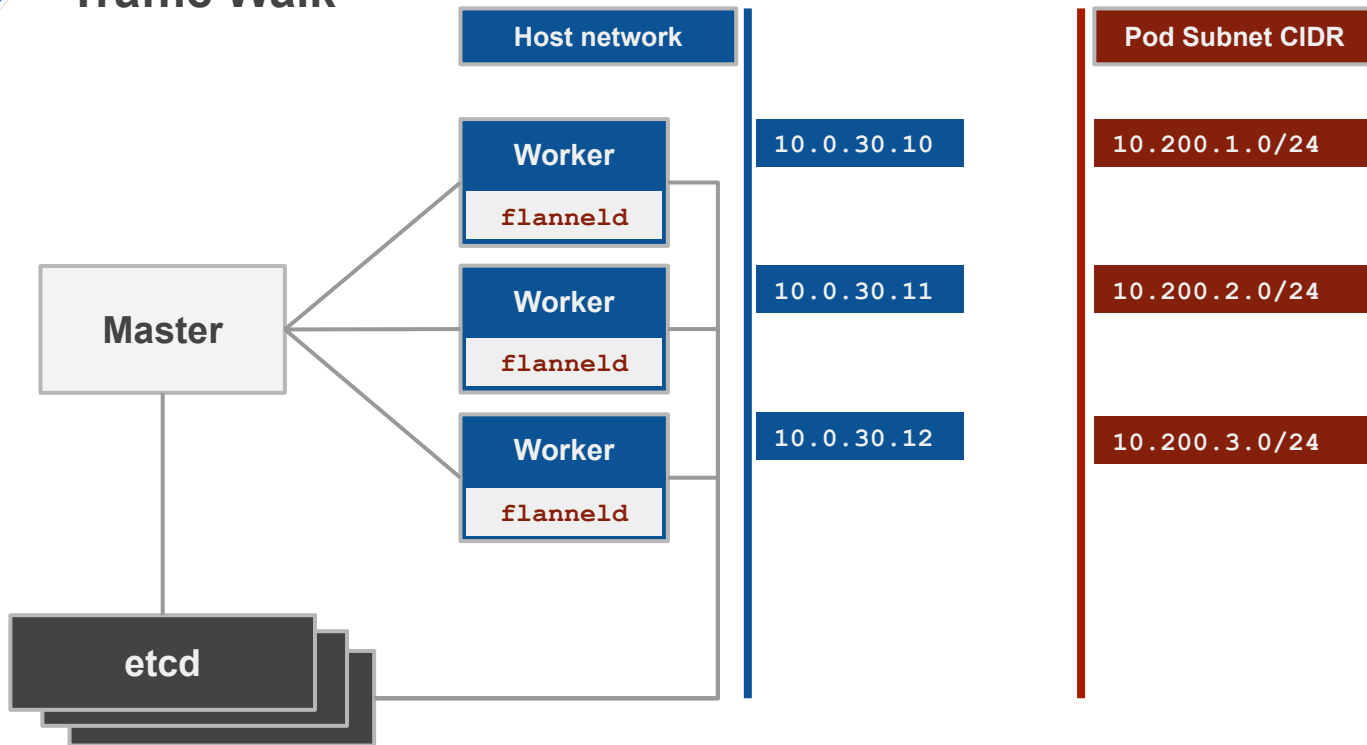 Traffic Walk
Host network
Pod Subnet CIDR
Worker
flanneld
10.0.30.10
10.200.1.0/24
Worker
flanneld
10.0.30.11
10.200.2.0/24
Master
Worker
flanneld
10.0.30.12
10.200.3.0/24
etcd